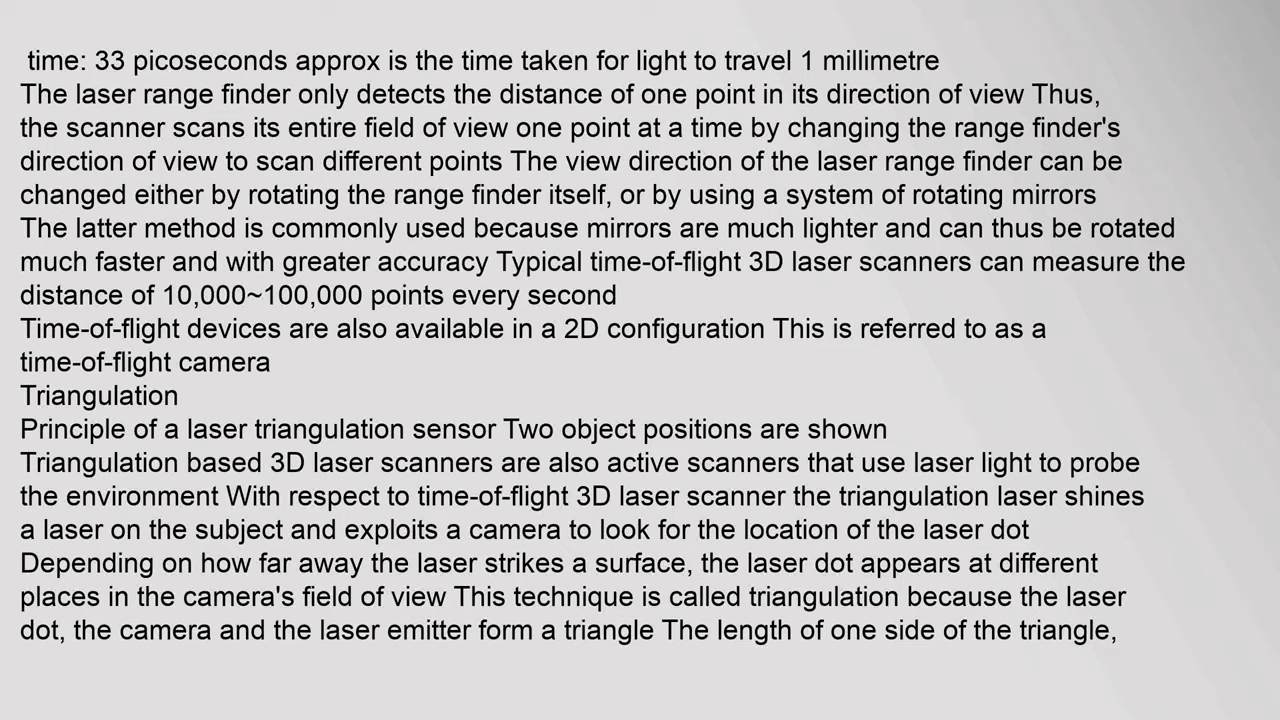 time: 33 picoseconds approx is the time taken for light to travel 1 millimetre
The laser range finder only detects the distance of one point in its direction of view Thus,
the scanner scans its entire field of view one point at a time by changing the range finder's
direction of view to scan different points The view direction of the laser range finder can be
changed either by rotating the range finder itself, or by using a system of rotating mirrors
The latter method is commonly used because mirrors are much lighter and can thus be rotated
much faster and with greater accuracy Typical time-of-flight 3D laser scanners can measure the
distance of 10,000~100,000 points every second
Time-of-flight devices are also available in a 2D configuration This is referred to as a
time-of-flight camera
Triangulation
Principle of a laser triangulation sensor Two object positions are shown
Triangulation based 3D laser scanners are also active scanners that use laser light to probe
the environment With respect to time-of-flight 3D laser scanner the triangulation laser shines
a laser on the subject and exploits a camera to look for the location of the laser dot
Depending on how far away the laser strikes a surface, the laser dot appears at different
places in the camera's field of view This technique is called triangulation because the laser
dot, the camera and the laser emitter form a triangle The length of one side of the triangle,